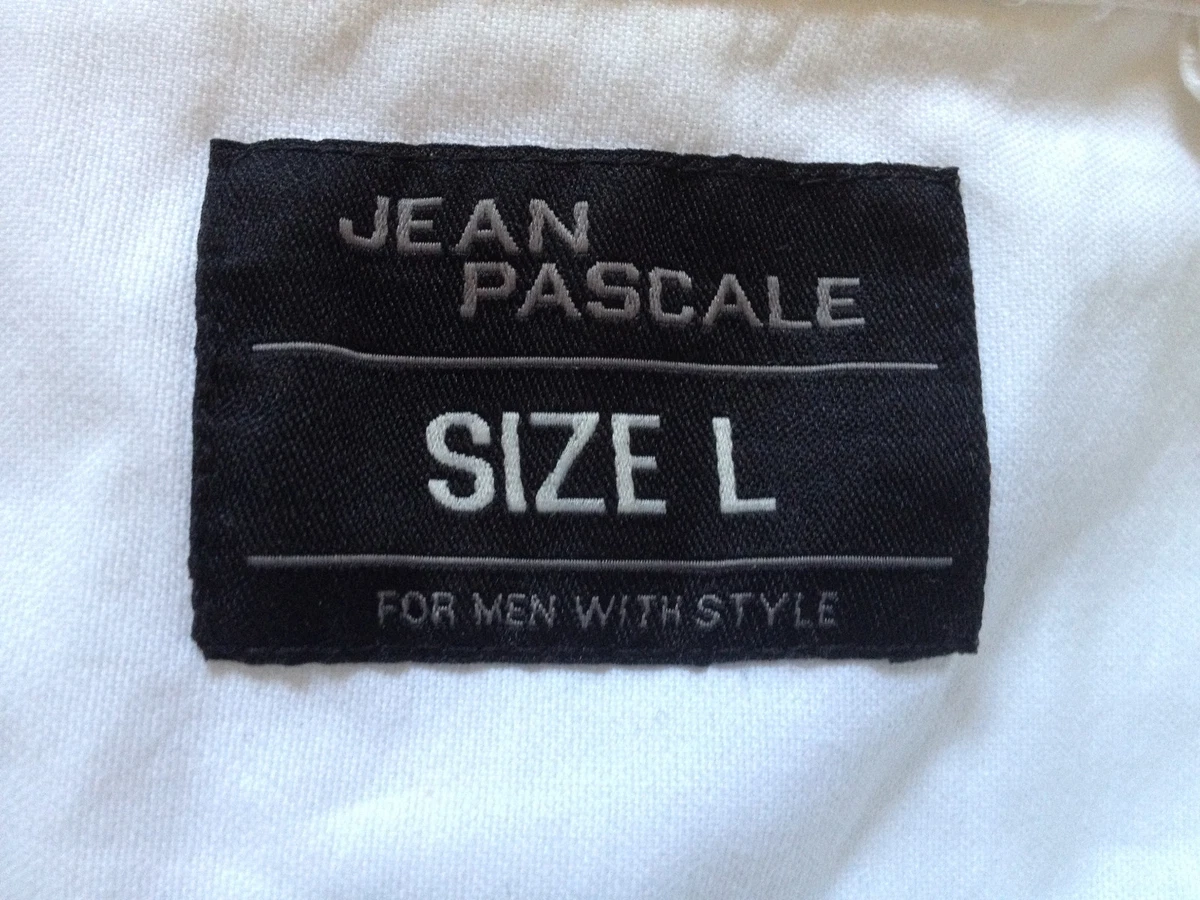 JEAN
PASCALE
SIZE L
FOR MEN WITH STYLE